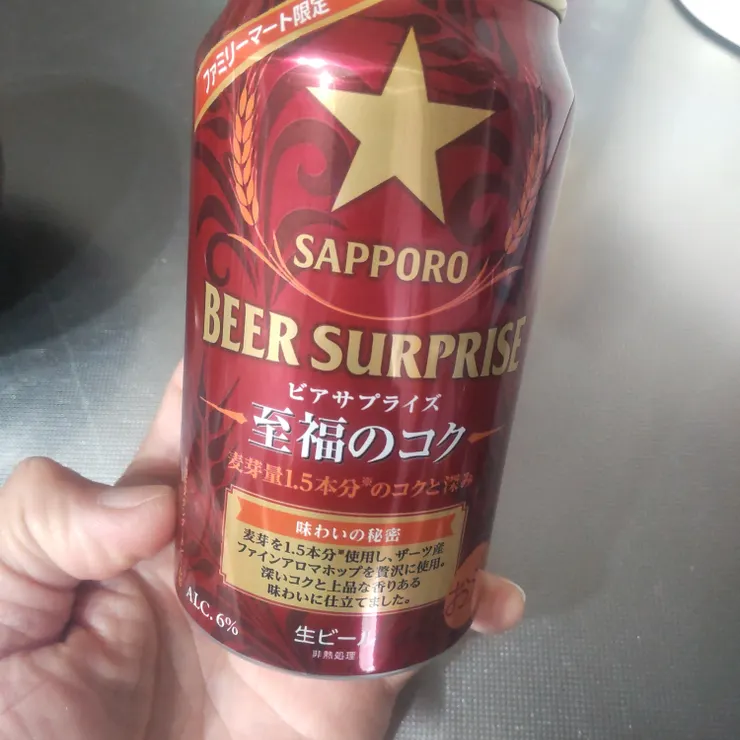 ファミリーマート限定
SAPPORO
BEER SURPRISE
ビアサプライズ
至福のコク
麦芽量1.5本分※のコクと深み
味わいの秘密
麦芽を1.5本分※使用し、ザーツ産
ファインアロマホップを贅沢に使用。
深いコクと上品な香りある
味わいに仕立てました。
ALC. 6%
生ビール
非熱処理